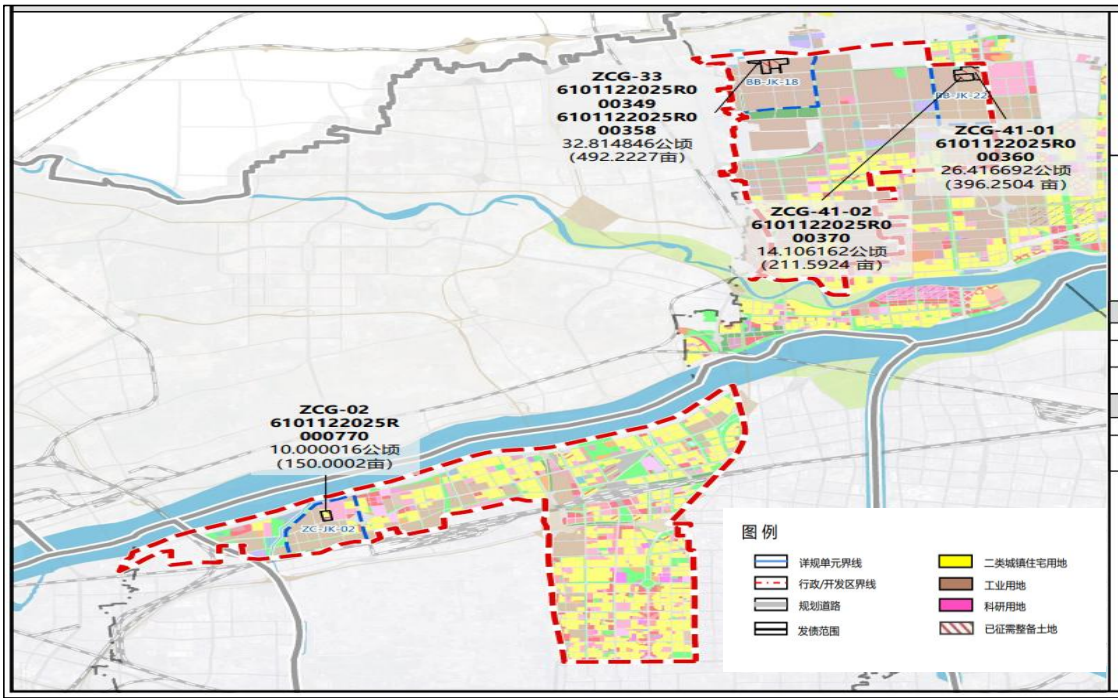 ZCG-33
6101122025R0
00349
6101122025R0
00358
32.814846公顷
(492.2227亩)
BB-JK-18
BB-JK-22
ZCG-41-01
6101122025R0
00360
26.416692公顷
(396.2504 亩)
ZCG-41-02
6101122025R0
00370
14.106162公顷
(211.5924 亩)
ZCG-02
6101122025R
000770
10.000016公顷
(150.0002亩)
ZC-JK-02
图例
详规单元界线
行政/开发区界线
规划道路
发债范围
二类城镇住宅用地
工业用地
科研用地
已征需整备土地